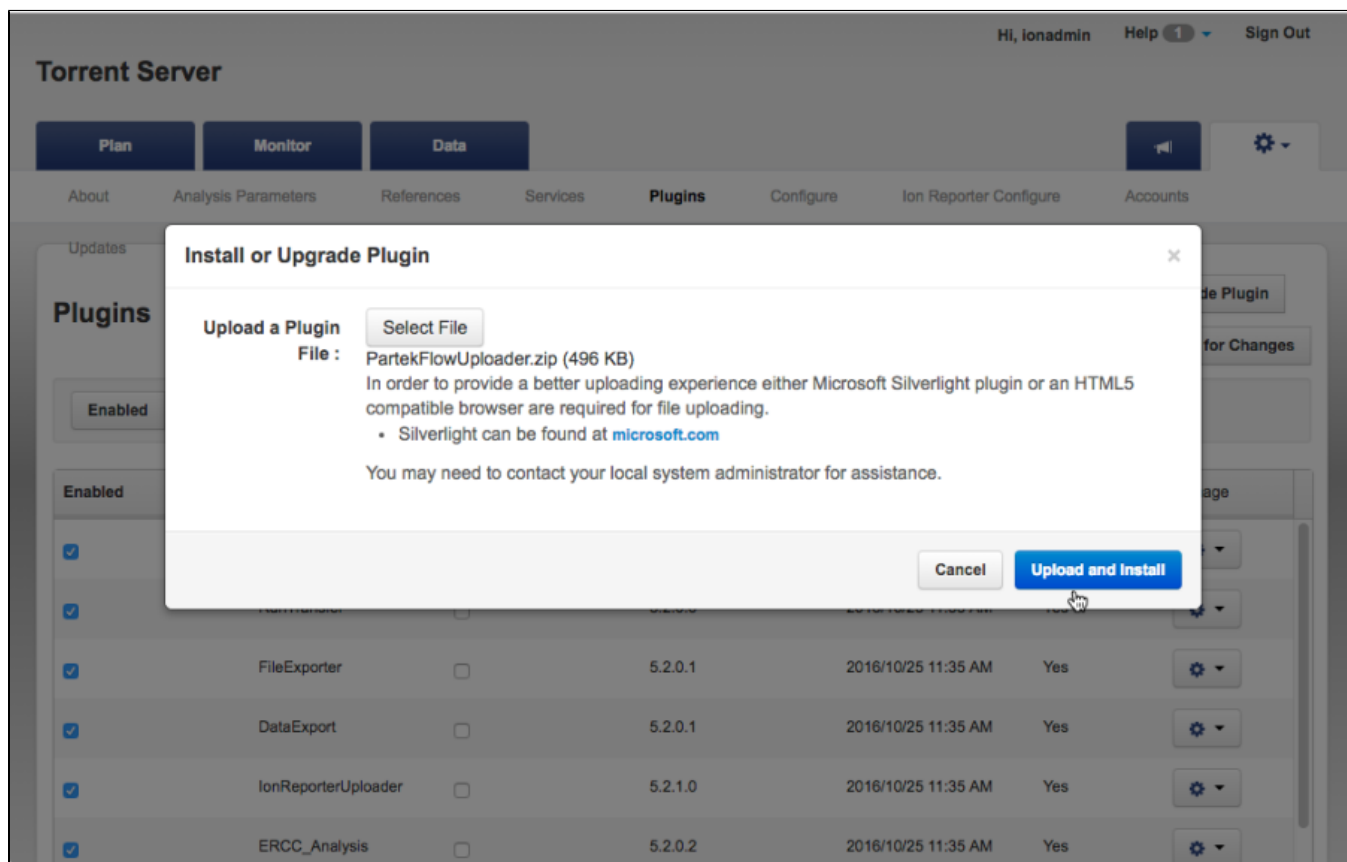 Hi, ionadmin Help 1 Sign Out
Torrent Server
Plan Monitor Data
About Analysis Parameters References Services Plugins Configure Ion Reporter Configure Accounts
Updates
Install or Upgrade Plugin ×
Plugins
de Plugin
for Changes
Upload a Plugin File : Select File
PartekFlowUploader.zip (496 KB)
In order to provide a better uploading experience either Microsoft Silverlight plugin or an HTML5
compatible browser are required for file uploading.
• Silverlight can be found at microsoft.com
You may need to contact your local system administrator for assistance.
Enabled
Enabled age
Cancel Upload and Install
FileExporter 5.2.0.1 2016/10/25 11:35 AM Yes
DataExport 5.2.0.1 2016/10/25 11:35 AM Yes
IonReporterUploader 5.2.1.0 2016/10/25 11:35 AM Yes
ERCC_Analysis 5.2.0.2 2016/10/25 11:35 AM Yes